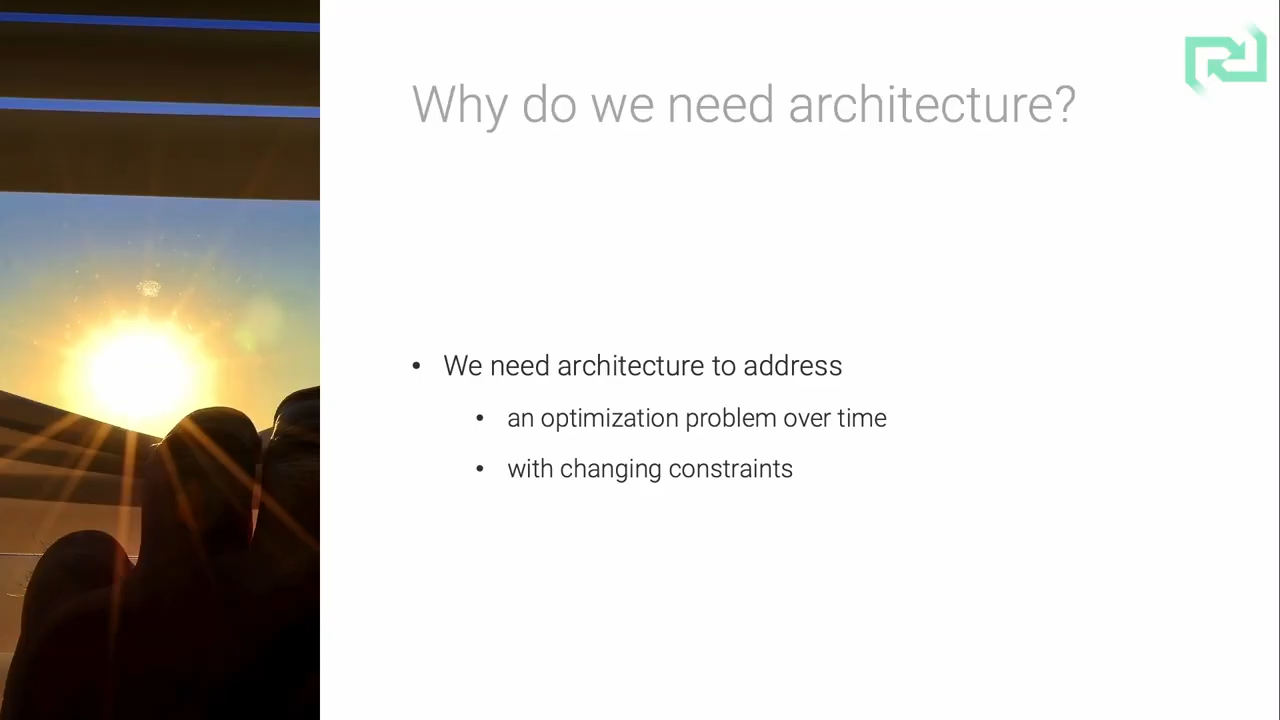 Why do we need architecture?
• We need architecture to address
• an optimization problem over time
• with changing constraints